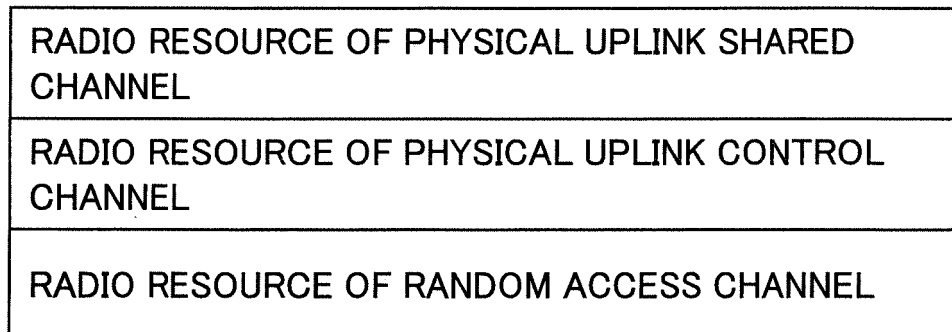 RADIO RESOURCE OF PHYSICAL UPLINK SHARED
CHANNEL
RADIO RESOURCE OF PHYSICAL UPLINK CONTROL
CHANNEL
RADIO RESOURCE OF RANDOM ACCESS CHANNEL